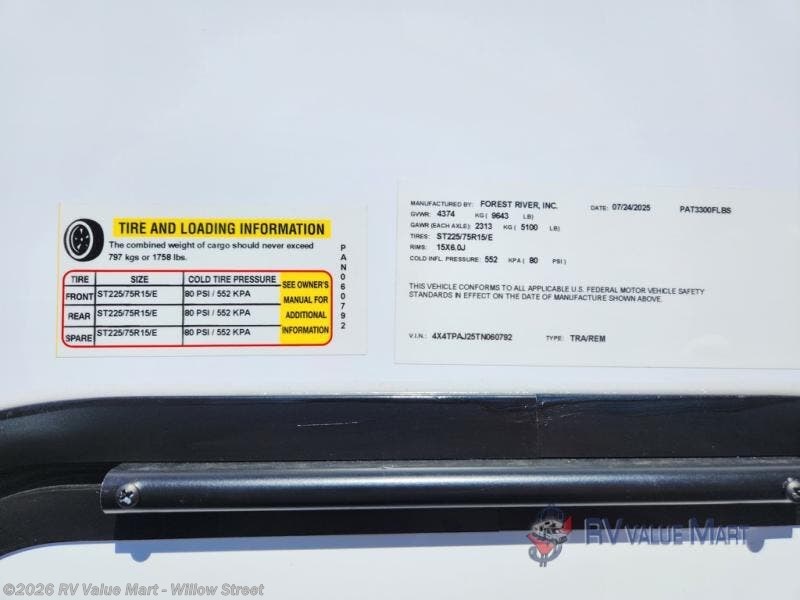 TIRE AND LOADING INFORMATION
The combined weight of cargo should never exceed
797 kgs or 1758 lbs.
TIRE SIZE COLD TIRE PRESSURE
FRONT ST225/75R15/E 80 PSI / 552 KPA
REAR ST225/75R15/E 80 PSI / 552 KPA
SPARE ST225/75R15/E 80 PSI / 552 KPA
SEE OWNER'S
MANUAL FOR
ADDITIONAL
INFORMATION
PAN060792
MANUFACTURED BY: FOREST RIVER, INC. DATE: 07/24/2025 PAT3300FLBS
GVWR: 4374 KG ( 9643 LB)
GAWR (EACH AXLE): 2313 KG ( 5100 LB)
TIRES: ST225/75R15/E
RIMS: 15X6.0J
COLD INFL. PRESSURE: 552 KPA ( 80 PSI )
THIS VEHICLE CONFORMS TO ALL APPLICABLE U.S. FEDERAL MOTOR VEHICLE SAFETY
STANDARDS IN EFFECT ON THE DATE OF MANUFACTURE SHOWN ABOVE.
V.I.N.: 4X4TPAJ25TN060792 TYPE: TRA/REM
RV VALUE MART
©2026 RV Value Mart - Willow Street